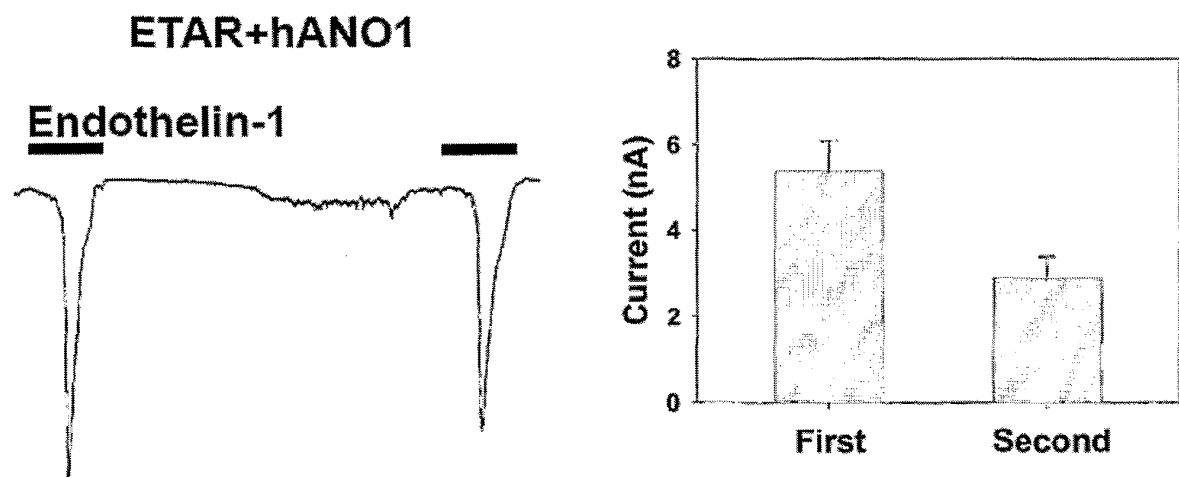 ETAR+hANO1
Endothelin-1
8
6
4
2
0
Current (nA)
First
Second